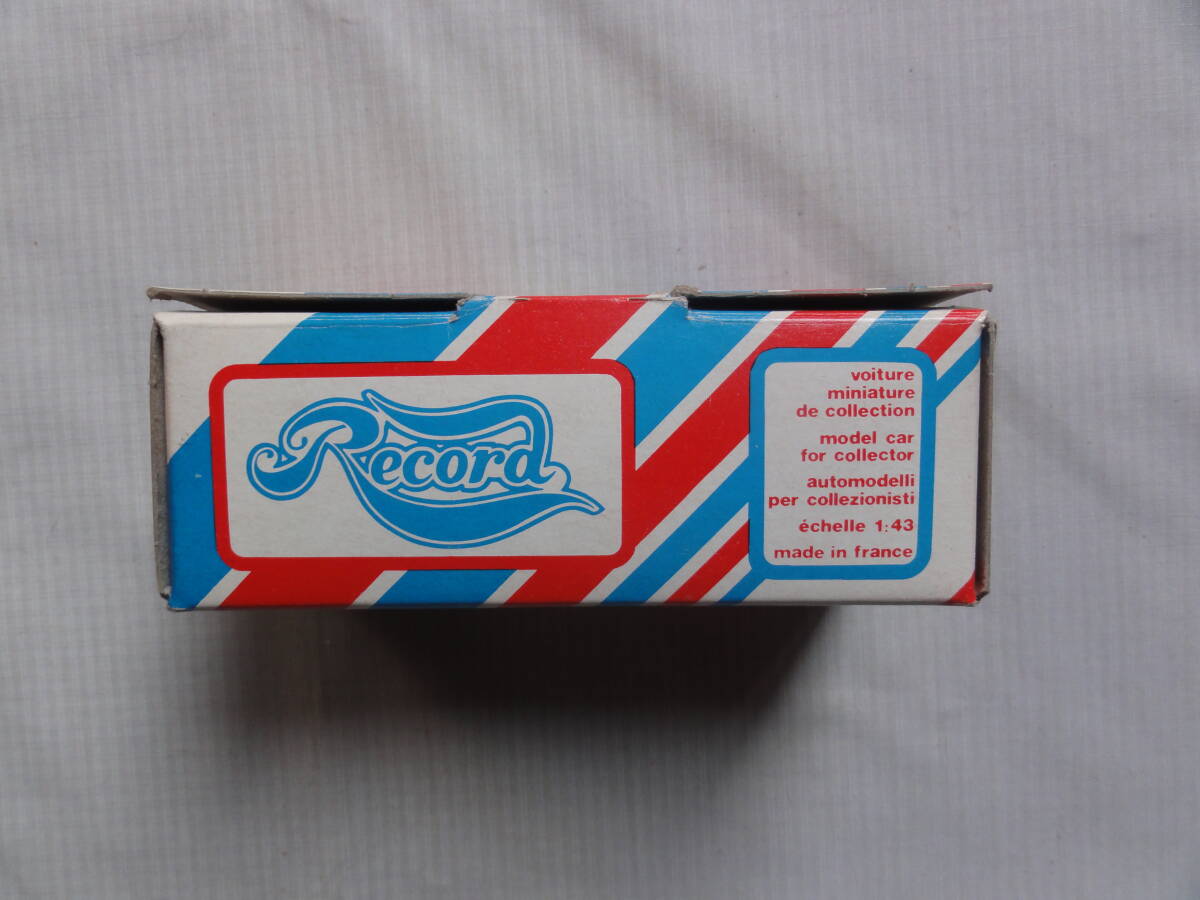 Record
voiture
miniature
de collection
model car
for collector
automodelli
per collezionisti
échelle 1:43
made in france